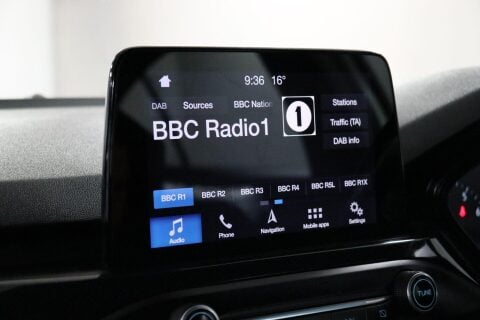 9:36 16°
DAB Sources BBC Nation
Stations
BBC Radio1
1
Traffic (TA)
DAB info
BBC R1 BBC R2 BBC R3 BBC R4 BBC R5L BBC R1X
Audio Phone Navigation Mobile apps Settings
TUNE